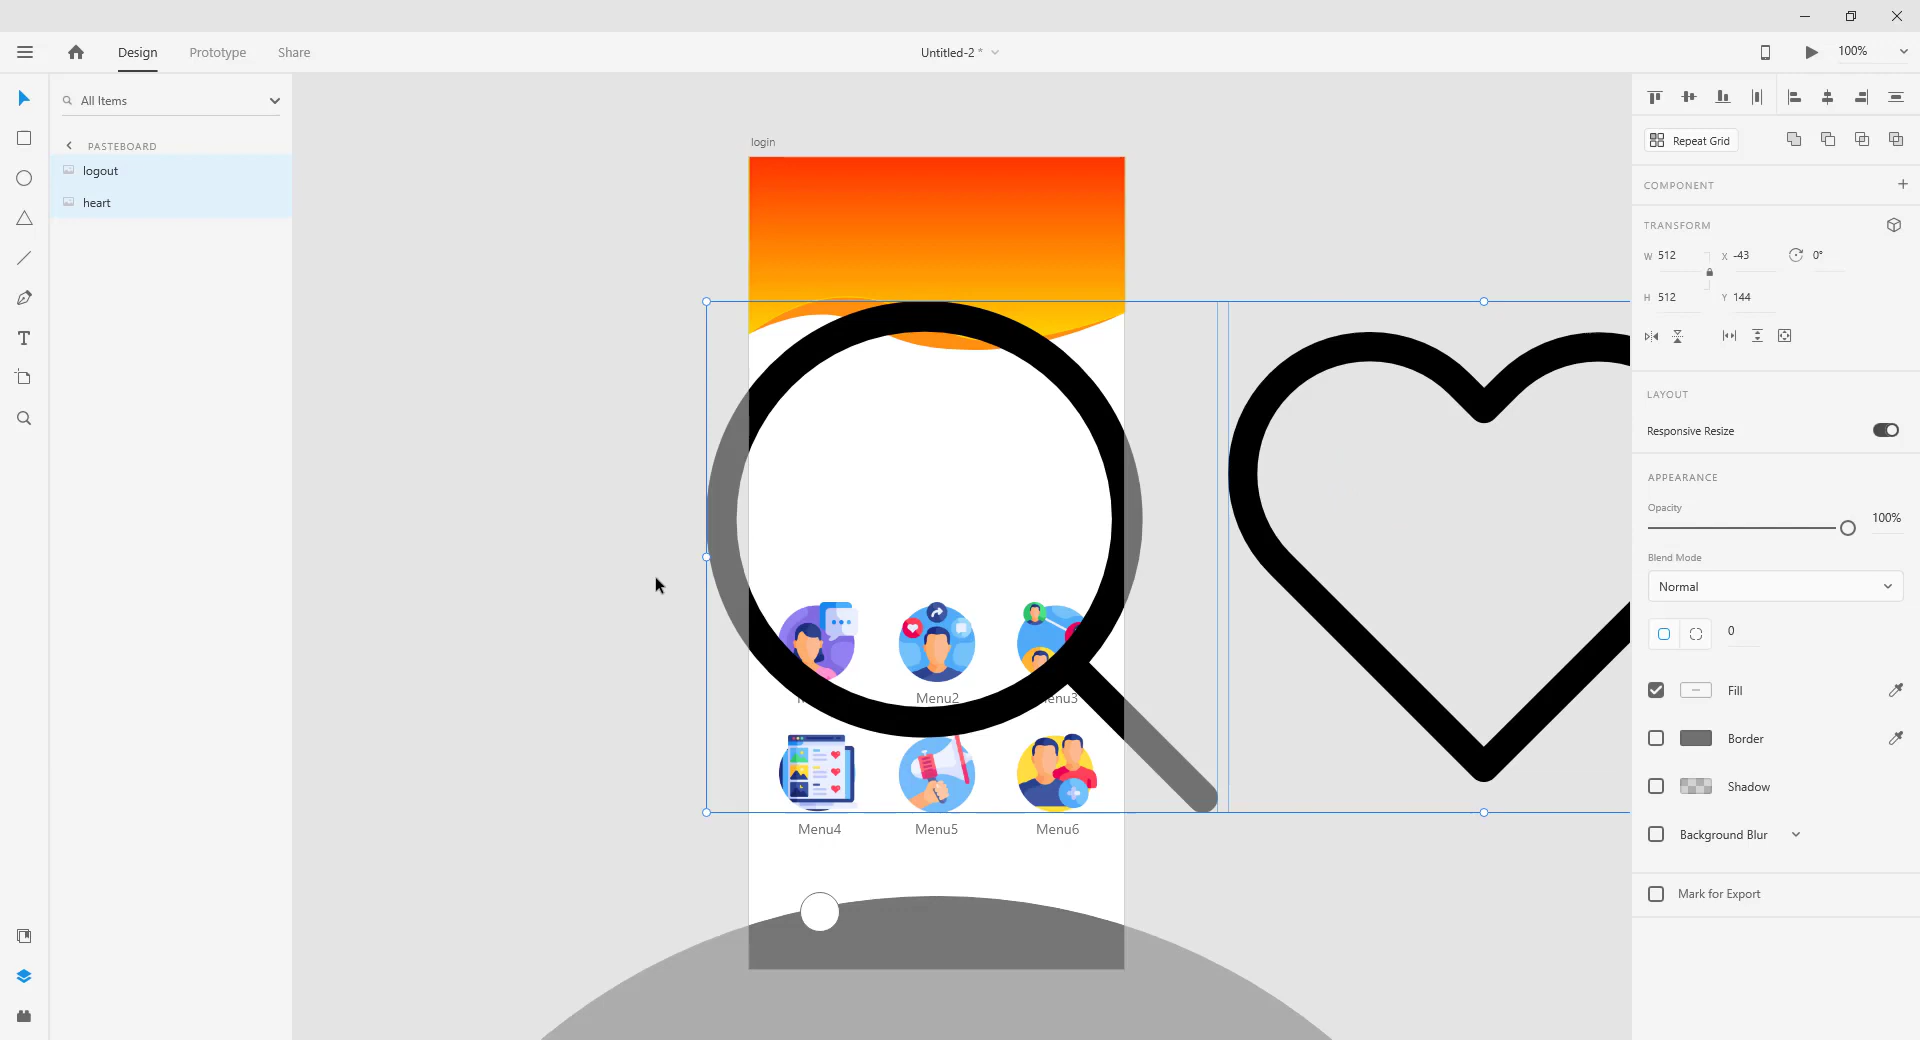 Design
Prototype
Share
Untitled-2 *
100%
All Items
PASTEBOARD
logout
heart
login
Menu2
enu3
Menu4
Menu5
Menu6
Repeat Grid
COMPONENT
TRANSFORM
W 512
X -43
0°
H 512
Y 144
LAYOUT
Responsive Resize
APPEARANCE
Opacity
100%
Blend Mode
Normal
0
Fill
Border
Shadow
Background Blur
Mark for Export